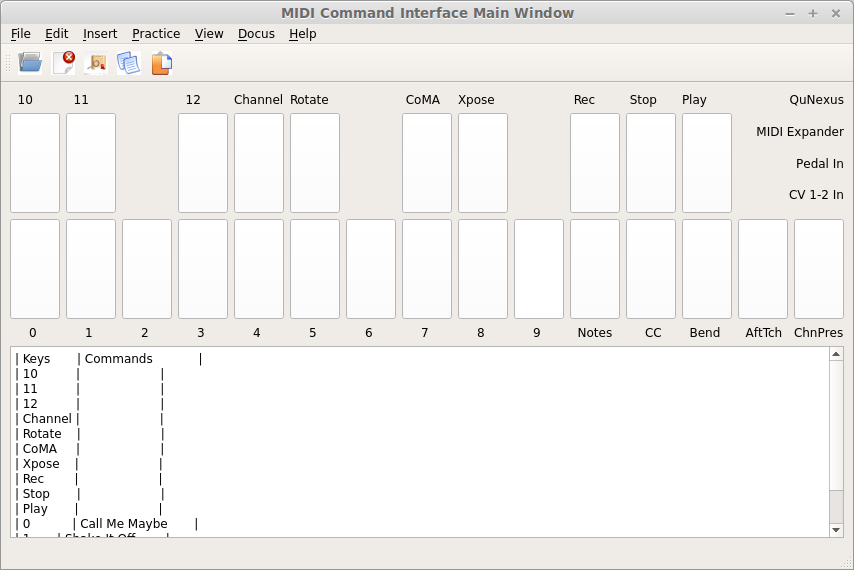 MIDI Command Interface Main Window
File Edit Insert Practice View Docus Help
10 11 12 Channel Rotate CoMA Xpose Rec Stop Play QuNexus
MIDI Expander
Pedal In
CV 1-2 In
0 1 2 3 4 5 6 7 8 9 Notes CC Bend AftTch ChnPres
| Keys | Commands |
| 10 | |
| 11 | |
| 12 | |
| Channel | |
| Rotate | |
| CoMA | |
| Xpose | |
| Rec | |
| Stop | |
| Play | |
| 0 | Call Me Maybe |
| 1 | Shake It Off |